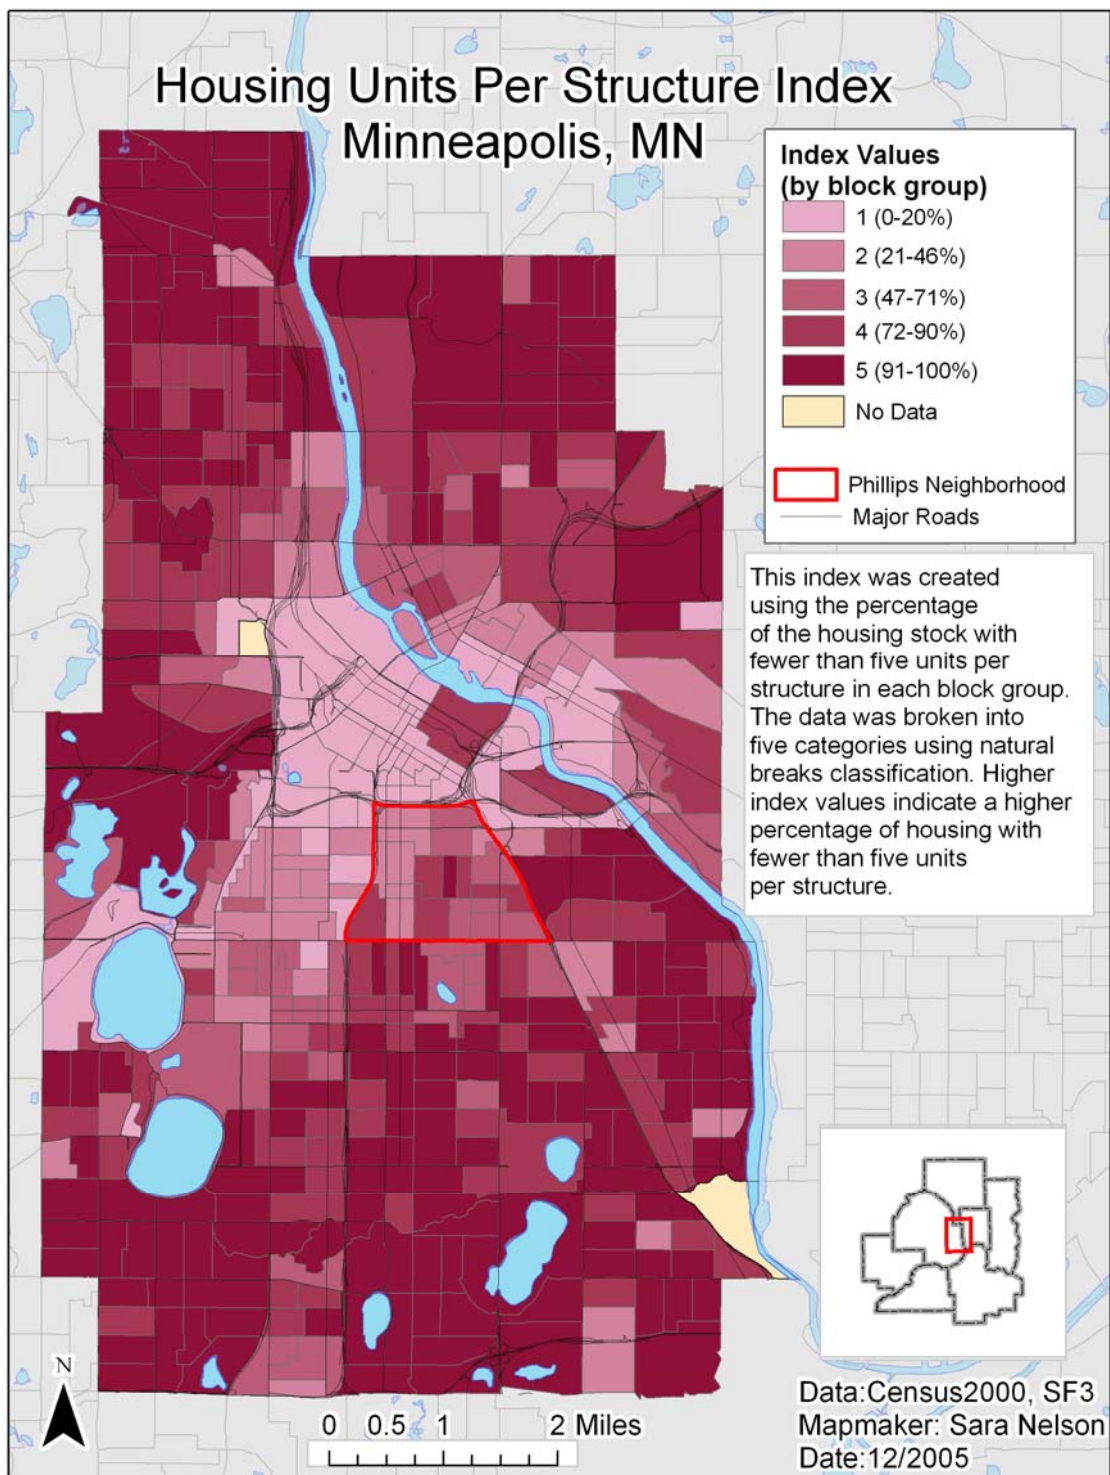 Housing Units Per Structure Index
Minneapolis, MN
Index Values
(by block group)
1 (0-20%)
2 (21-46%)
3 (47-71%)
4 (72-90%)
5 (91-100%)
No Data
Phillips Neighborhood
Major Roads
This index was created
using the percentage
of the housing stock with
fewer than five units per
structure in each block group.
The data was broken into
five categories using natural
breaks classification. Higher
index values indicate a higher
percentage of housing with
fewer than five units
per structure.
N
0 0.5 1 2 Miles
Data:Census2000, SF3
Mapmaker: Sara Nelson
Date:12/2005